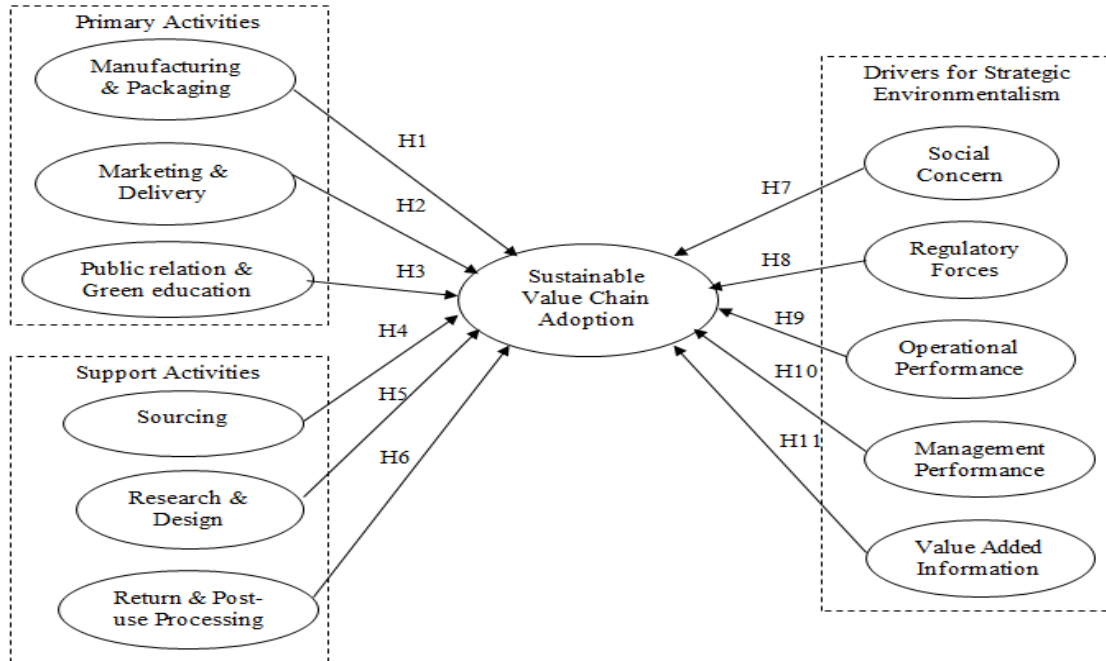 Primary Activities
Manufacturing
& Packaging
Marketing &
Delivery
Public relation &
Green education
Support Activities
Sourcing
Research &
Design
Return & Post-
use Processing
H1
H2
H3
H4
H5
H6
Sustainable
Value Chain
Adoption
H7
H8
H9
H10
H11
Drivers for Strategic
Environmentalism
Social
Concern
Regulatory
Forces
Operational
Performance
Management
Performance
Value Added
Information